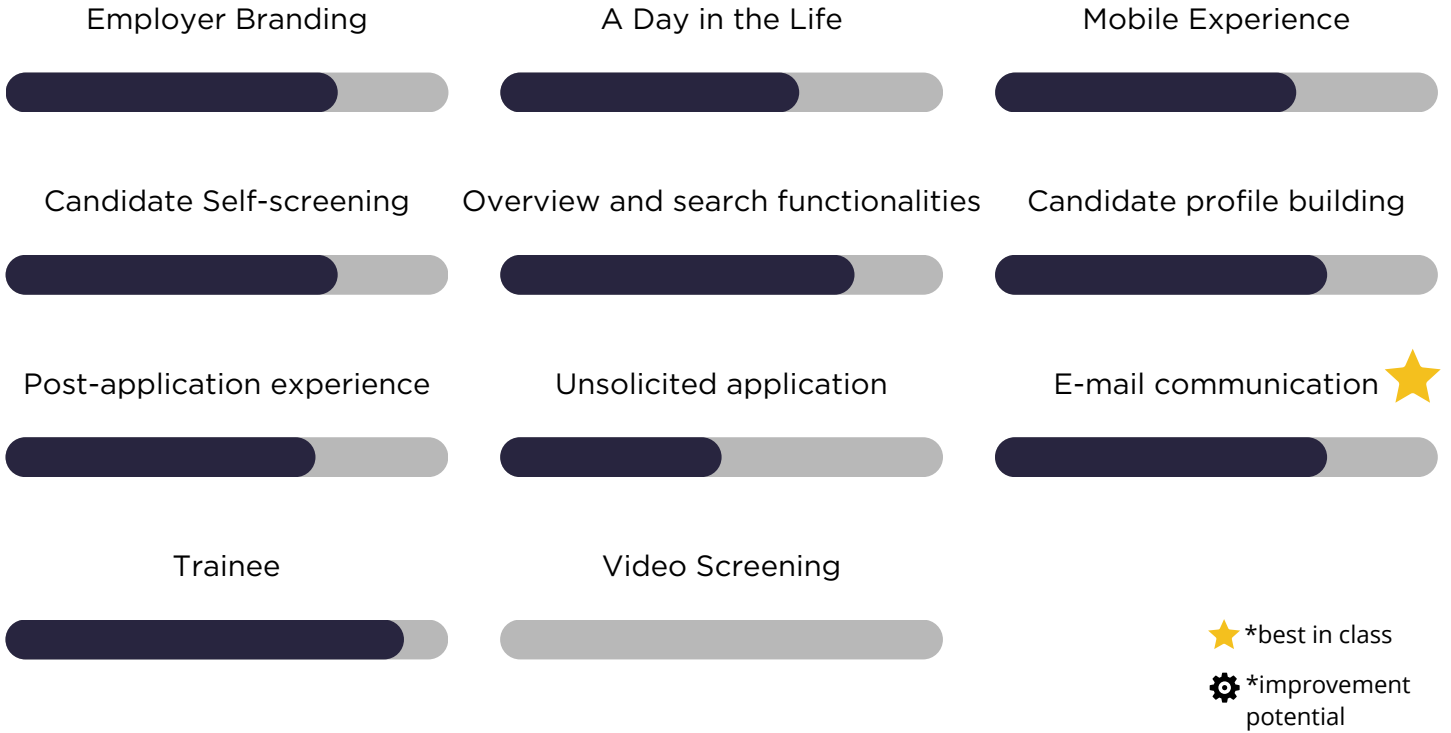 Employer Branding
A Day in the Life
Mobile Experience
Candidate Self-screening
Overview and search functionalities
Candidate profile building
Post-application experience
Unsolicited application
E-mail communication
Trainee
Video Screening
*best in class
*improvement
potential